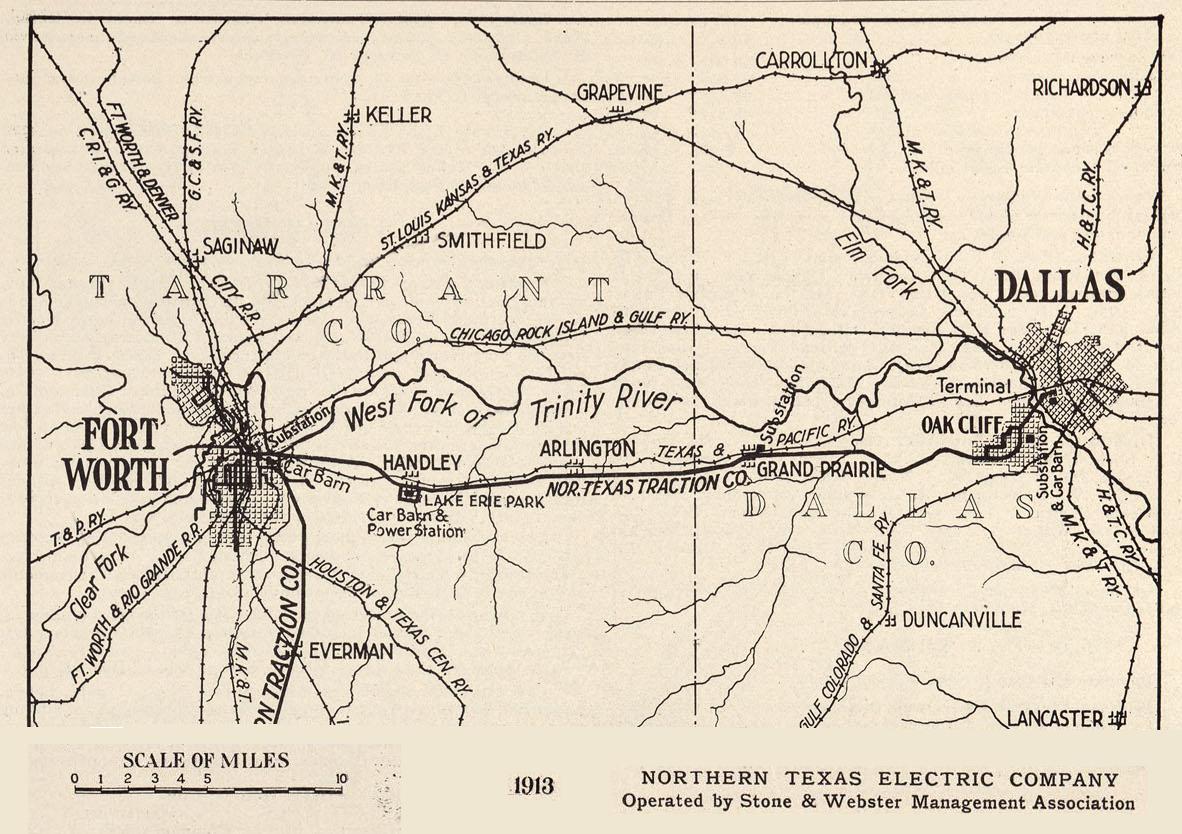 CARROLLTON
RICHARDSON
GRAPEVINE
KELLER
FT. WORTH & DENVER
C. R. I. & G. RY.
G. C. & S. F. RY.
M. K. & T. RY.
ST. LOUIS KANSAS & TEXAS RY.
M. K. & T. RY.
H. & T. C. RY.
SAGINAW
SMITHFIELD
Elm Fork
CITY R.R.
TARRANT
CO.
DALLAS
CHICAGO ROCK ISLAND & GULF RY.
West Fork of Trinity River
Substation
Substation
Terminal
OAK CLIFF
FORT
WORTH
Car Barn
HANDLEY
ARLINGTON
TEXAS & PACIFIC RY.
GRAND PRAIRIE
NOR. TEXAS TRACTION CO.
LAKE ERIE PARK
Car Barn &
Power Station
Substation
& Car Barn
DALLAS
CO.
T. & P. RY.
Clear Fork
FT. WORTH & RIO GRANDE R.R.
HOUSTON & TEXAS CEN. RY.
ON TRACTION CO.
M. K. & T.
EVERMAN
GULF COLORADO & SANTA FE RY.
DUNCANVILLE
M. K. & T. RY.
H. & T. C. RY.
LANCASTER
SCALE OF MILES
0 1 2 3 4 5 10
1913
NORTHERN TEXAS ELECTRIC COMPANY
Operated by Stone & Webster Management Association